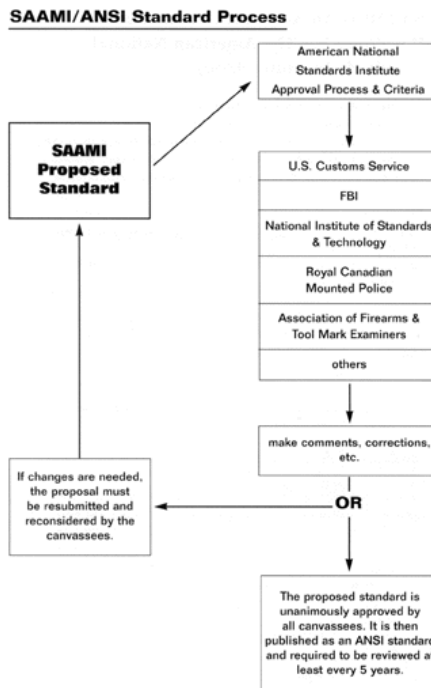 SAAMI/ANSI Standard Process
American National
Standards Institute
Approval Process & Criteria
SAAMI
Proposed
Standard
U.S. Customs Service
FBI
National Institute of Standards
& Technology
Royal Canadian
Mounted Police
Association of Firearms &
Tool Mark Examiners
others
make comments, corrections,
etc.
If changes are needed,
the proposal must
be resubmitted and
reconsidered by the
canvassees.
OR
The proposed standard is
unanimously approved by
all canvassees. It is then
published as an ANSI standard
and required to be reviewed at
least every 5 years.